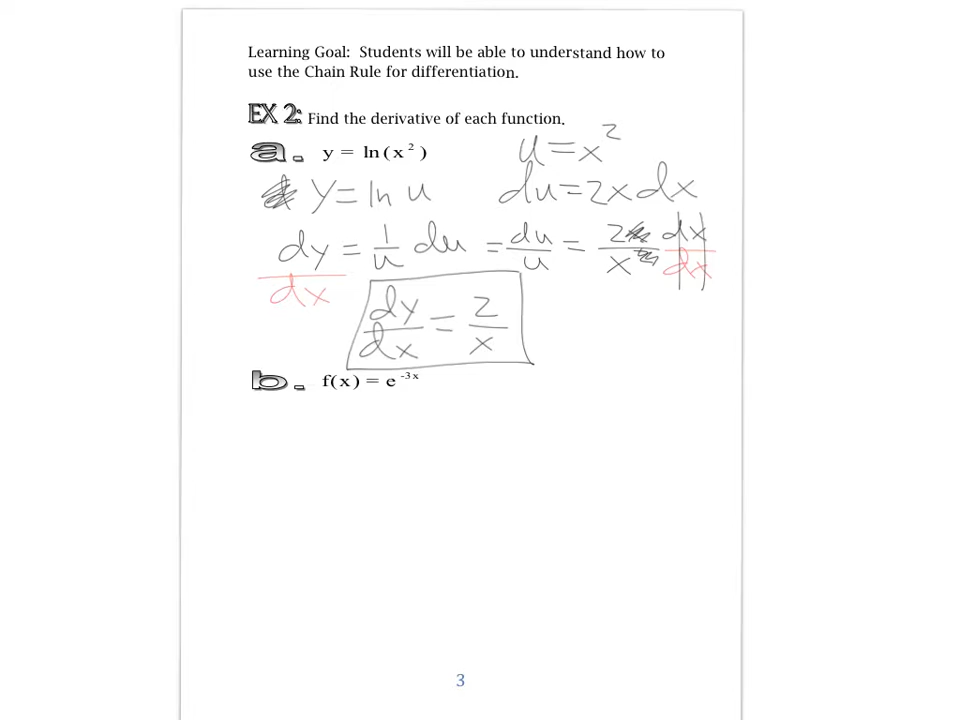 Learning Goal: Students will be able to understand how to
use the Chain Rule for differentiation.
EX 2: Find the derivative of each function.
a. y = ln(x²)
u = x²
y = ln u
du = 2x dx
dy/dx = 1/u du = du/u = 2/x dx/dx
dy/dx = 2/x
b. f(x) = e⁻³ˣ
3